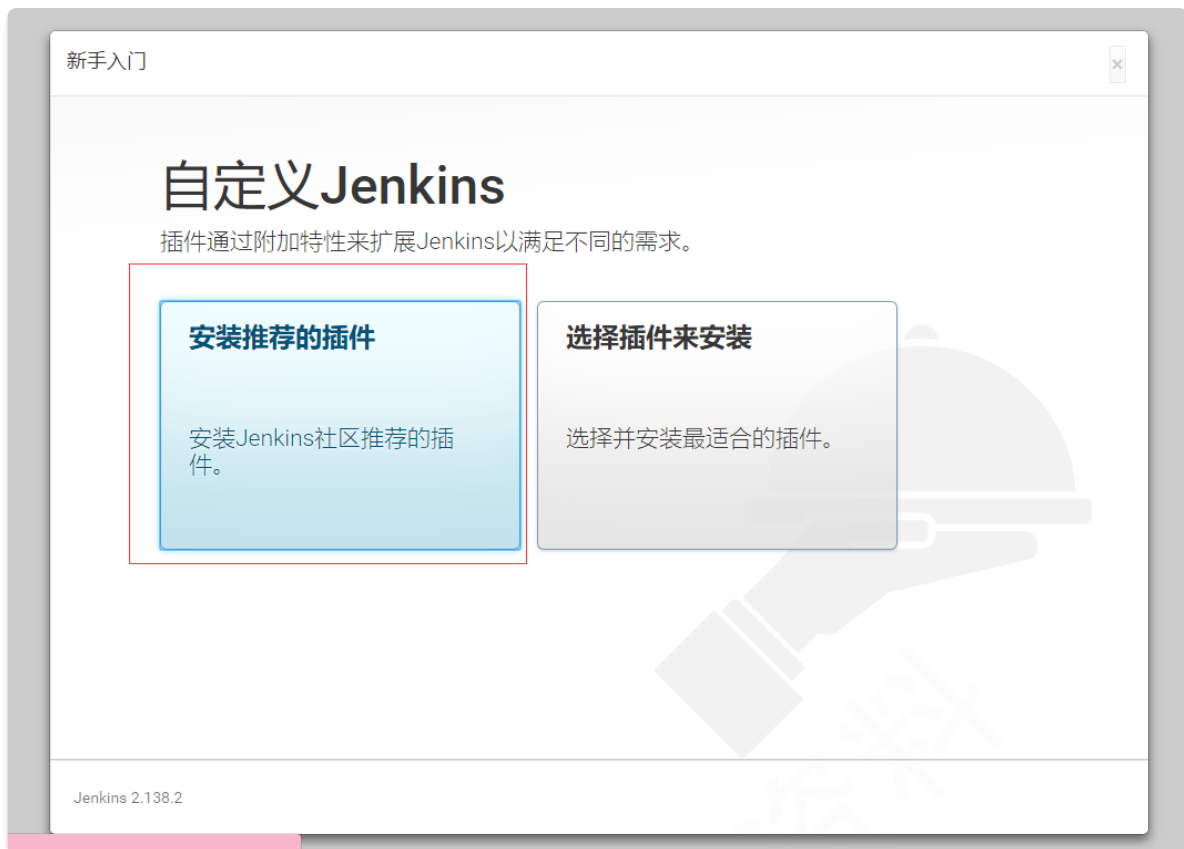 新手入门
×
自定义Jenkins
插件通过附加特性来扩展Jenkins以满足不同的需求。
安装推荐的插件
安装Jenkins社区推荐的插
件。
选择插件来安装
选择并安装最适合的插件。
Jenkins 2.138.2
资料